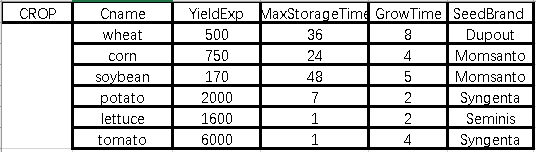 CROP Cname YieldExp MaxStorageTime GrowTime SeedBrand
wheat 500 36 8 Dupout
corn 750 24 4 Momsanto
soybean 170 48 5 Momsanto
potato 2000 7 2 Syngenta
lettuce 1600 1 2 Seminis
tomato 6000 1 4 Syngenta